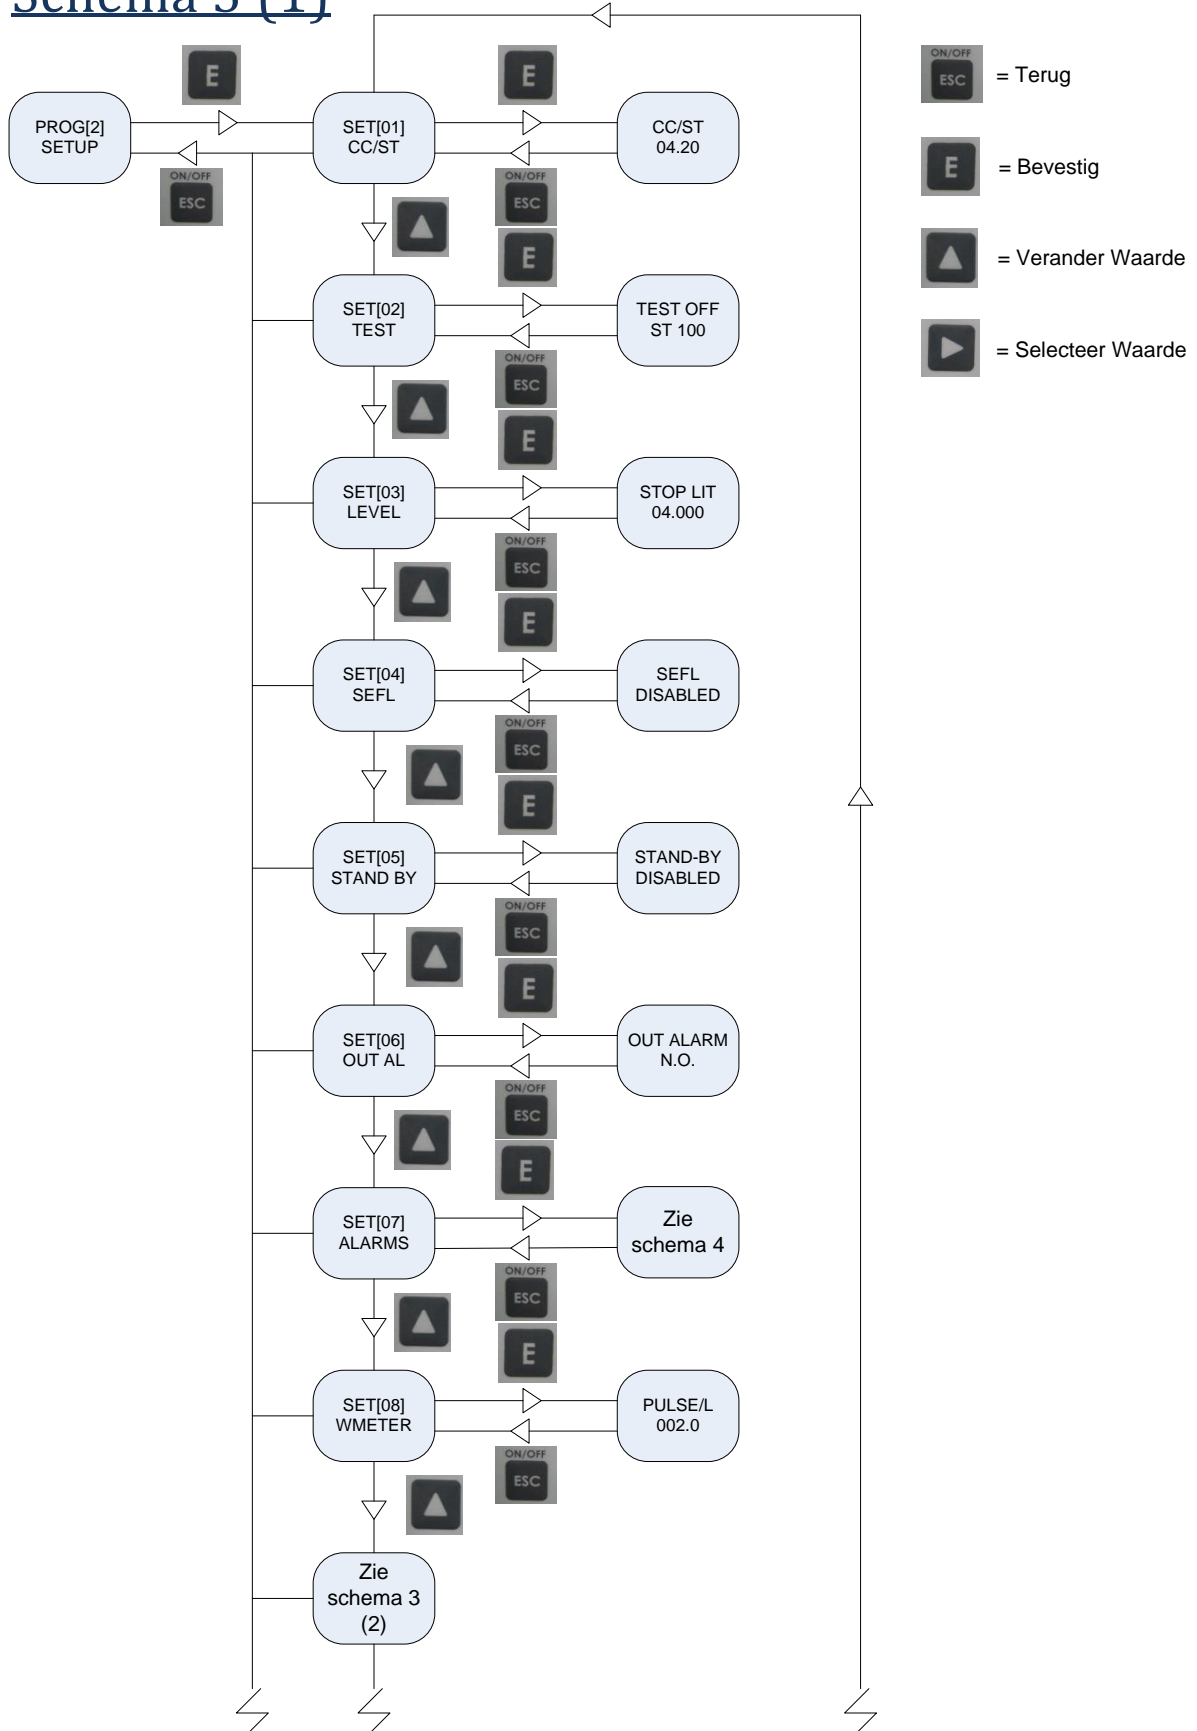 Schema 3 (1)
E
E
ON/OFF
ESC
= Terug
PROG[2]
SETUP
SET[01]
CC/ST
CC/ST
04.20
E
= Bevestig
ON/OFF
ESC
ON/OFF
ESC
E
= Verander Waarde
SET[02]
TEST
TEST OFF
ST 100
= Selecteer Waarde
ON/OFF
ESC
E
SET[03]
LEVEL
STOP LIT
04.000
ON/OFF
ESC
E
SET[04]
SEFL
SEFL
DISABLED
ON/OFF
ESC
E
SET[05]
STAND BY
STAND-BY
DISABLED
ON/OFF
ESC
E
SET[06]
OUT AL
OUT ALARM
N.O.
ON/OFF
ESC
E
SET[07]
ALARMS
Zie
schema 4
ON/OFF
ESC
E
SET[08]
WMETER
PULSE/L
002.0
ON/OFF
ESC
Zie
schema 3
(2)